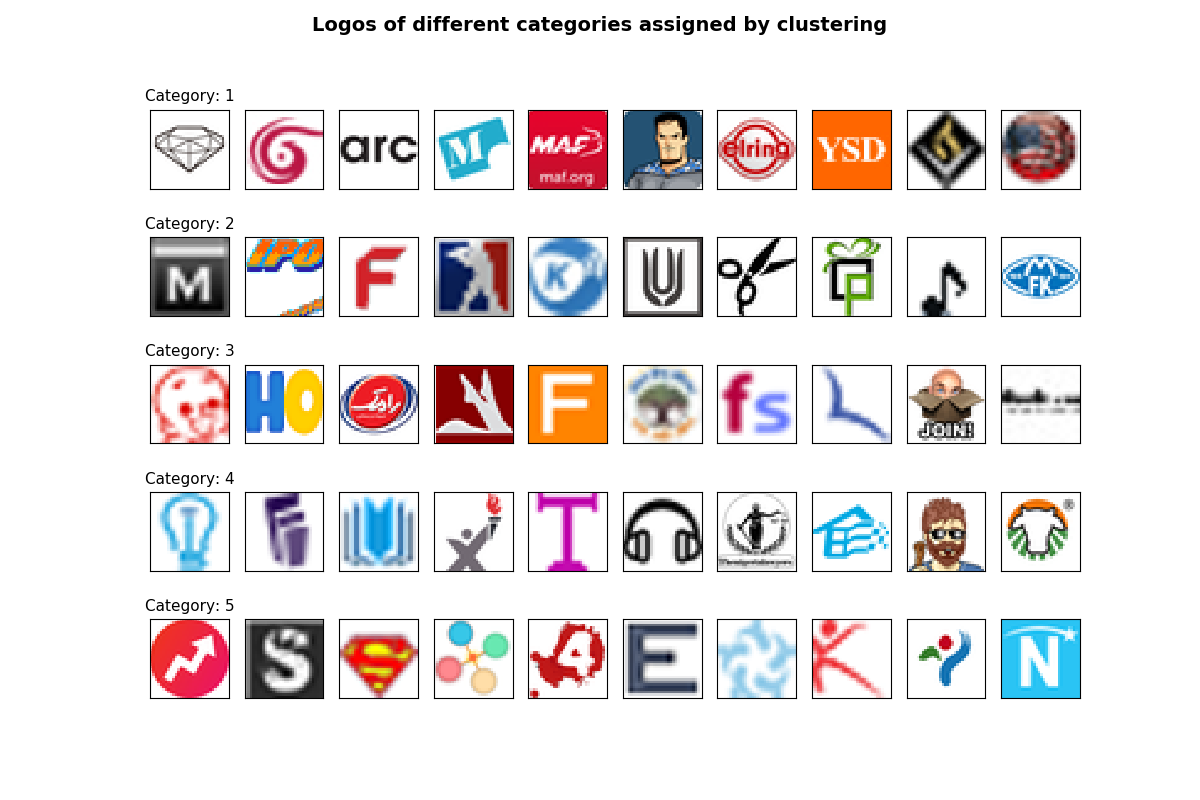 Logos of different categories assigned by clustering
Category: 1
arc
M
MAF
maf.org
elring
YSD
Category: 2
M
IPO
F
K
U
MFK
Category: 3
HO
F
fs
JOIN!
Category: 4
F
T
®
Category: 5
S
S
4
E
K
N